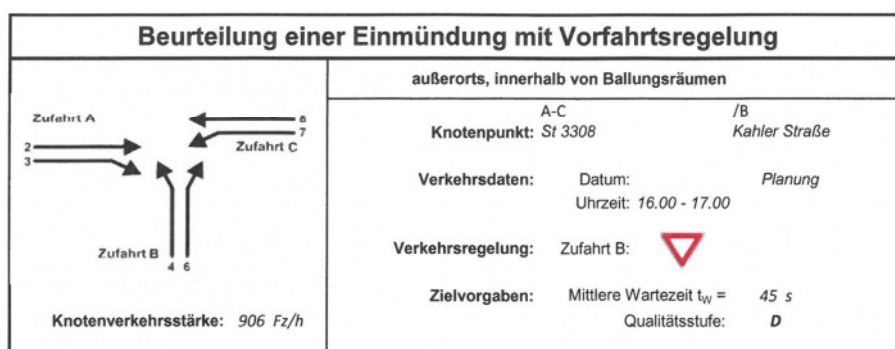 Beurteilung einer Einmündung mit Vorfahrtsregelung
Zufahrt A
2
3
8
7
Zufahrt C
Zufahrt B
4 6
Knotenverkehrsstärke: 906 Fz/h
außerorts, innerhalb von Ballungsräumen
A-C /B
Knotenpunkt: St 3308 Kahler Straße
Verkehrsdaten: Datum: Planung
Uhrzeit: 16.00 - 17.00
Verkehrsregelung: Zufahrt B:
Zielvorgaben: Mittlere Wartezeit tW = 45 s
Qualitätsstufe: D